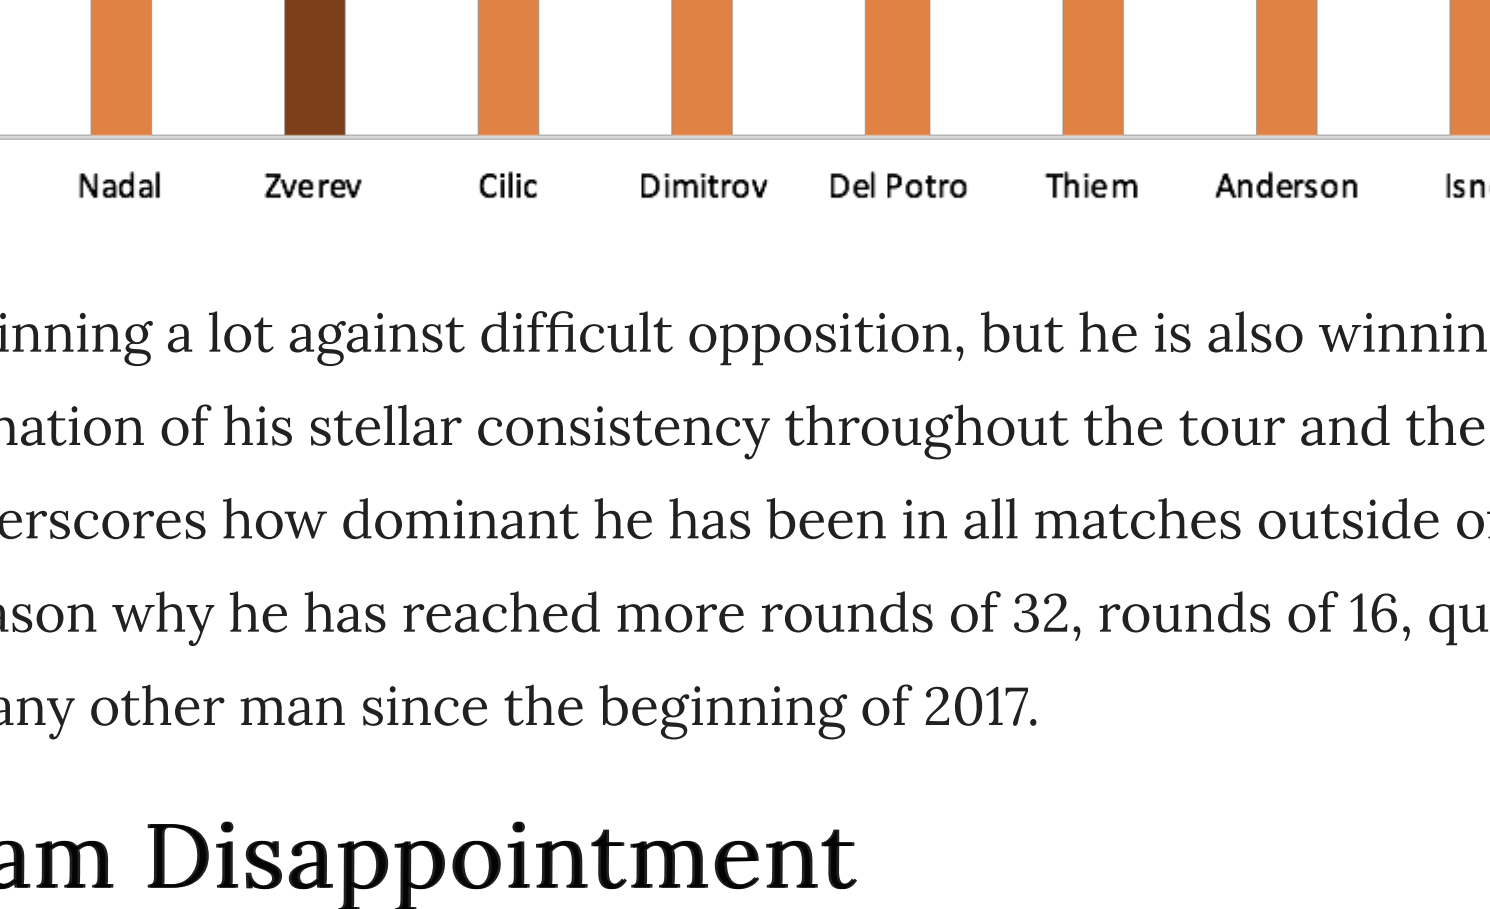 Nadal Zverev Cilic Dimitrov Del Potro Thiem Anderson Isn
inning a lot against difficult opposition, but he is also winnin
nation of his stellar consistency throughout the tour and the
erscores how dominant he has been in all matches outside of
ason why he has reached more rounds of 32, rounds of 16, qu
any other man since the beginning of 2017.
am Disappointment